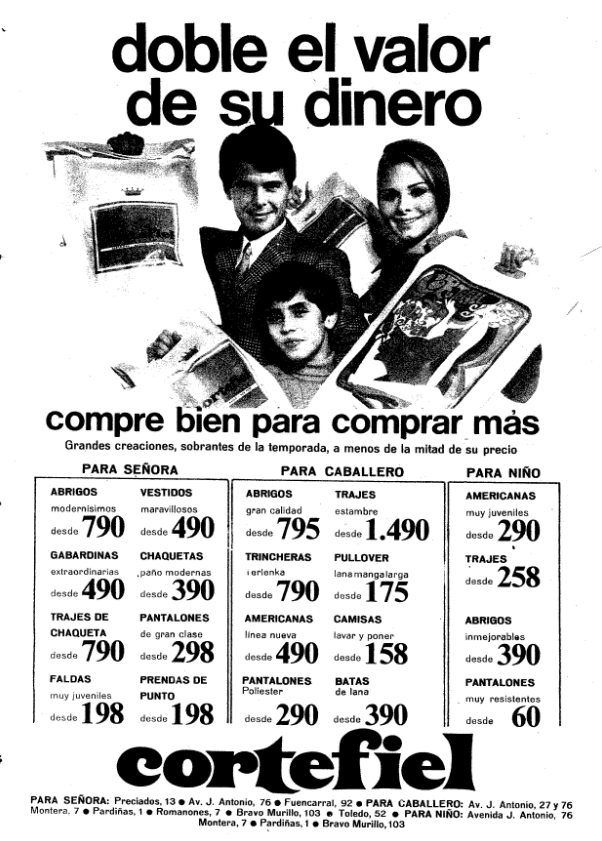 doble el valor
de su dinero
cortefiel
compre bien para comprar más
Grandes creaciones, sobrantes de la temporada, a menos de la mitad de su precio
PARA SEÑORA
ABRIGOS
modernísimos
desde 790
VESTIDOS
maravillosos
desde 490
GABARDINAS
extraordinarias
desde 490
CHAQUETAS
paño modernas
desde 390
TRAJES DE
CHAQUETA
desde 790
PANTALONES
de gran clase
desde 298
FALDAS
muy juveniles
desde 198
PRENDAS DE
PUNTO
desde 198
PARA CABALLERO
ABRIGOS
gran calidad
desde 795
TRAJES
estambre
desde 1.490
TRINCHERAS
terlenka
desde 790
PULLOVER
lana manga larga
desde 175
AMERICANAS
linea nueva
desde 490
CAMISAS
lavar y poner
desde 158
PANTALONES
Poliester
desde 290
BATAS
de lana
desde 390
PARA NIÑO
AMERICANAS
muy juveniles
desde 290
TRAJES
desde 258
ABRIGOS
inmejorables
desde 390
PANTALONES
muy resistentes
desde 60
cortefiel
PARA SEÑORA: Preciados, 13 ● Av. J. Antonio, 76 ● Fuencarral, 92 ● PARA CABALLERO: Av. J. Antonio, 27 y 76
Montera, 7 ● Pardiñas, 1 ● Romanones, 7 ● Bravo Murillo, 103 ● Toledo, 52 ● PARA NIÑO: Avenida J. Antonio, 76
Montera, 7 ● Pardiñas, 1 ● Bravo Murillo, 103